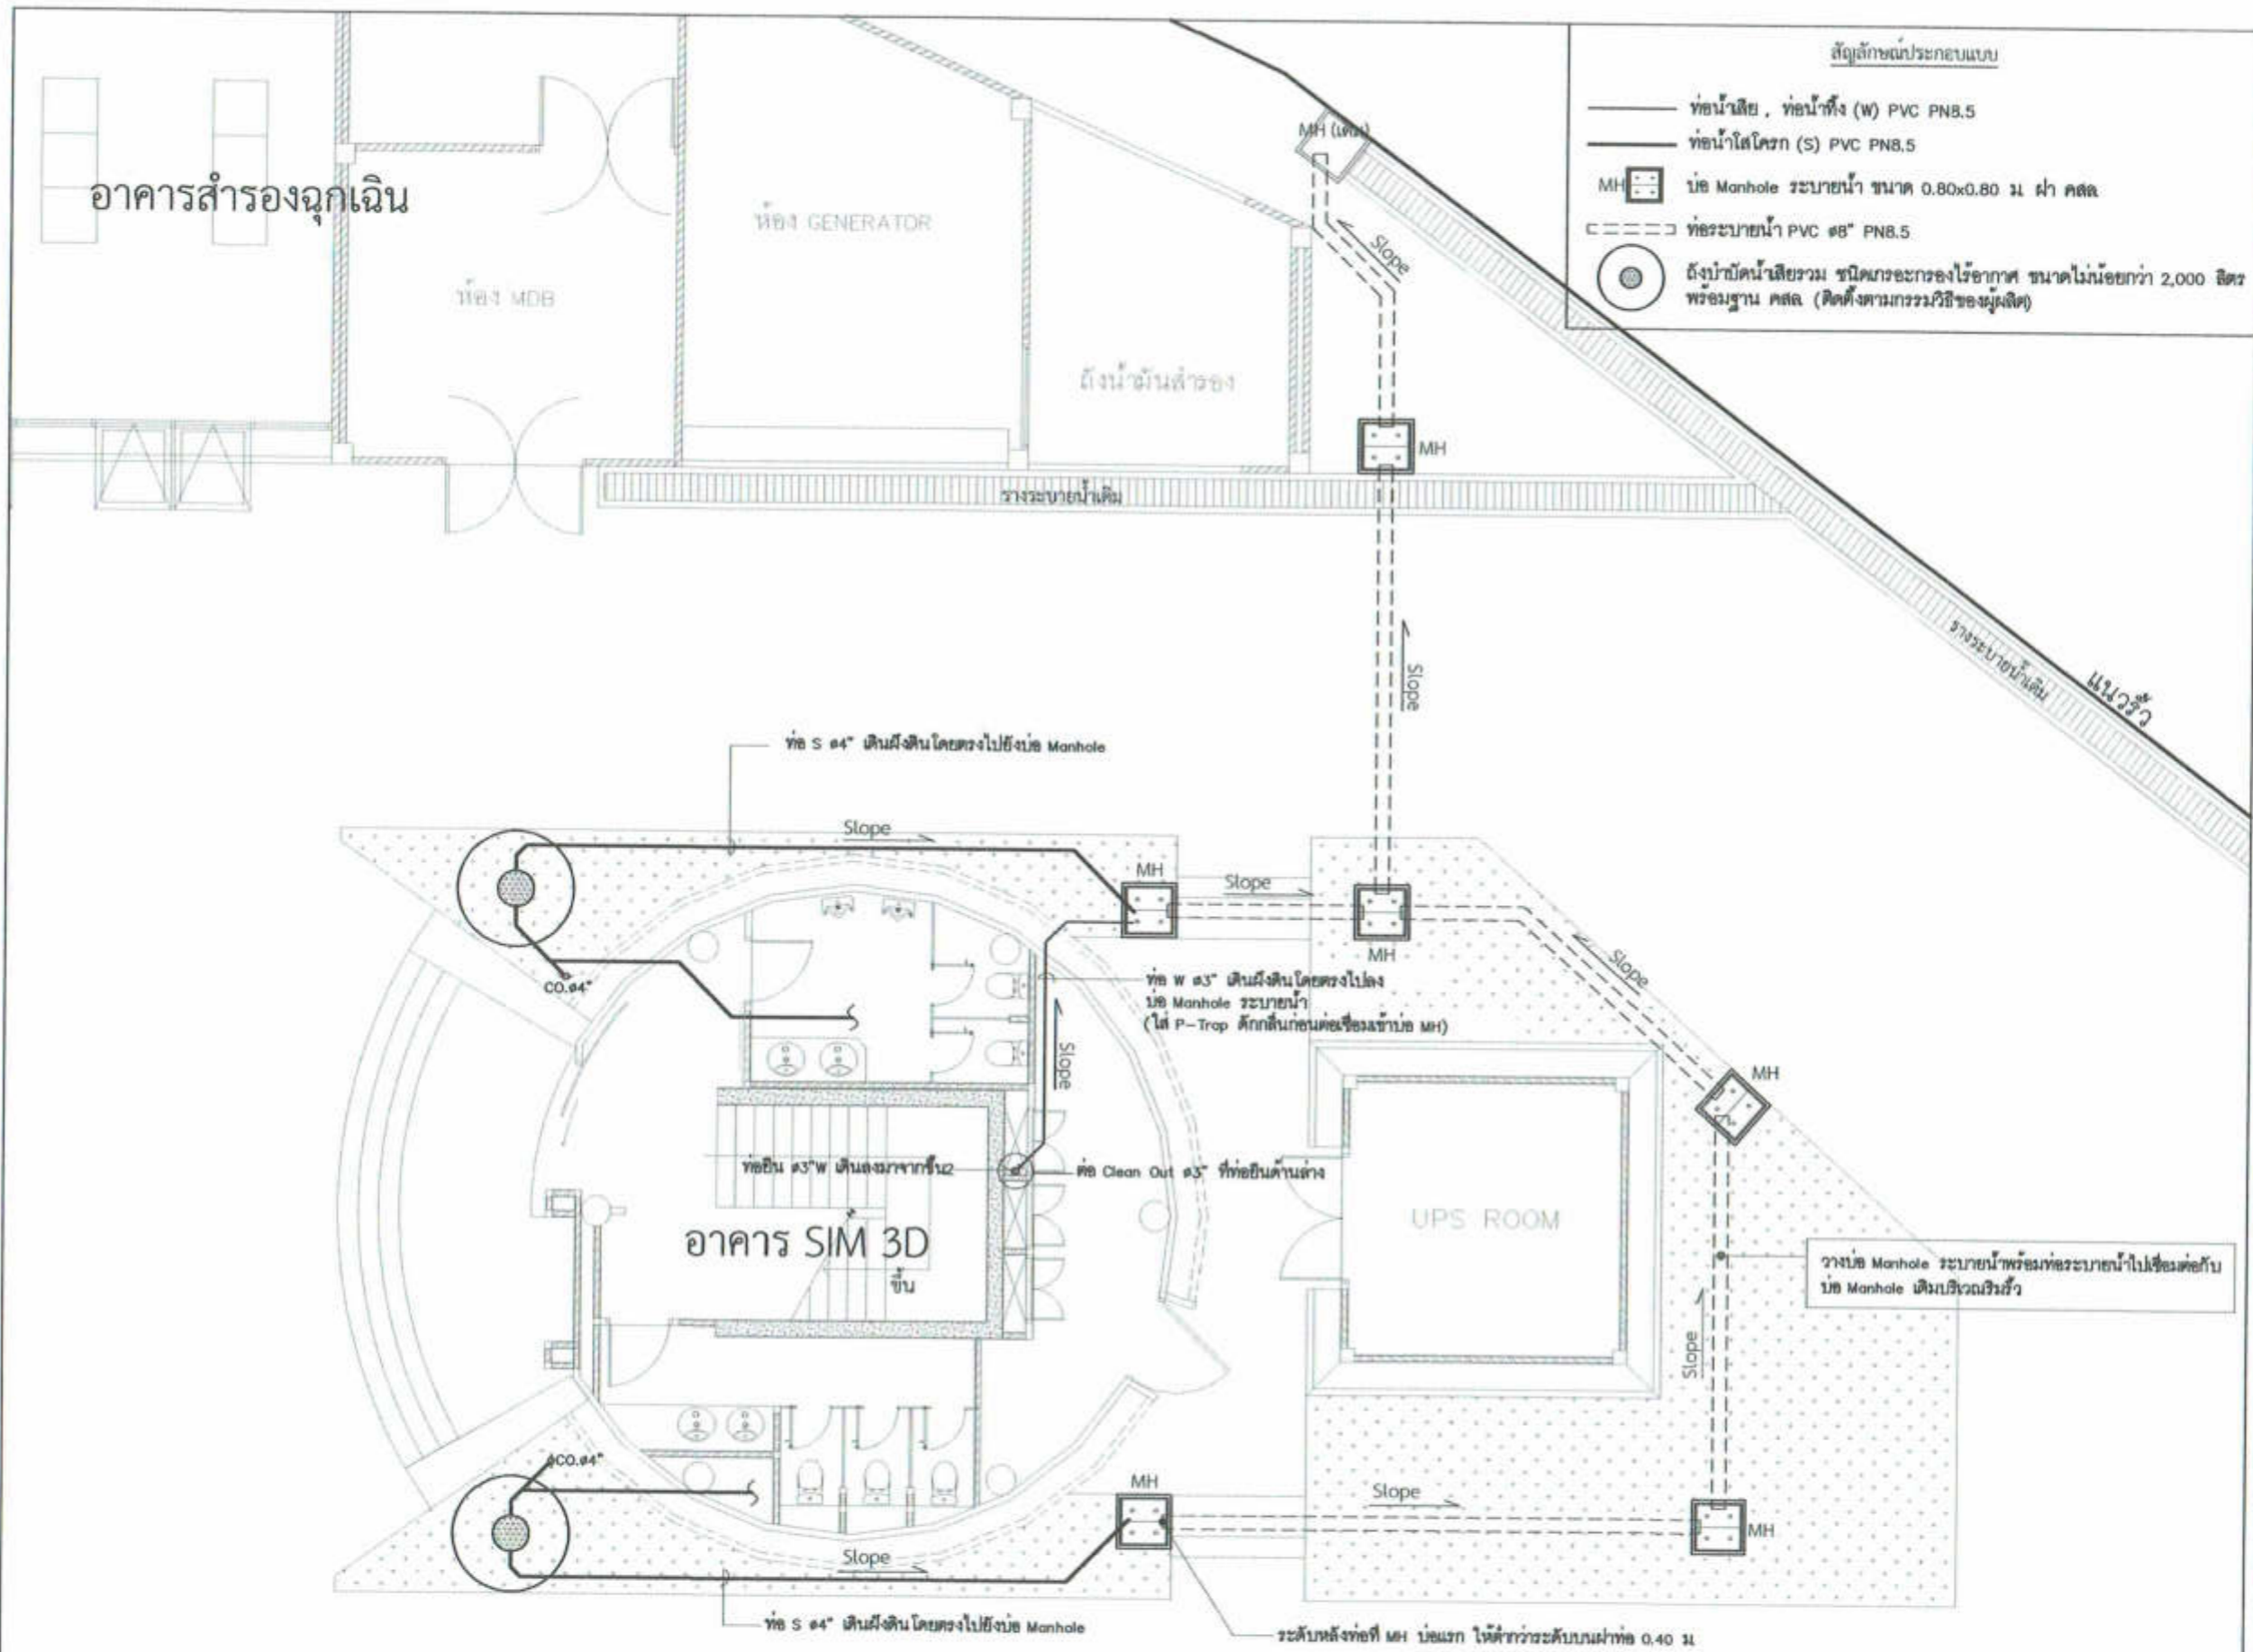 สัญลักษณ์ประกอบแบบ
ท่อน้ำเสีย , ท่อน้ำทิ้ง (W) PVC PN8.5
ท่อน้ำโสโครก (S) PVC PN8.5
MH บ่อ Manhole ระบายน้ำ ขนาด 0.80x0.80 ม ฝา คสล
ท่อระบายน้ำ PVC ø8" PN8.5
ถังบำบัดน้ำเสียรวม ชนิดเกรอะกรองไร้อากาศ ขนาดไม่น้อยกว่า 2,000 ลิตร
พร้อมฐาน คสล (ติดตั้งตามกรรมวิธีของผู้ผลิต)
MH (เดิม)
อาคารสำรองฉุกเฉิน
ห้อง GENERATOR
ห้อง MDB
Slope
ถังน้ำมันสำรอง
MH
รางระบายน้ำเดิม
รางระบายน้ำเดิม
แนวรั้ว
Slope
ท่อ S ø4" เดินฝังดินโดยตรงไปยังบ่อ Manhole
Slope
MH
Slope
MH
Slope
CO.ø4"
ท่อ W ø3" เดินฝังดินโดยตรงไปลง
บ่อ Manhole ระบายน้ำ
(ใส่ P-Trap ดักกลิ่นก่อนต่อเชื่อมเข้าบ่อ MH)
Slope
MH
ท่อยืน ø3"W เดินลงมาจากชั้น2
ต่อ Clean Out ø3" ที่ท่อยืนด้านล่าง
UPS ROOM
อาคาร SIM 3D
ขึ้น
วางบ่อ Manhole ระบายน้ำพร้อมท่อระบายน้ำไปเชื่อมต่อกับ
บ่อ Manhole เดิมบริเวณริมรั้ว
Slope
CO.ø4"
MH
Slope
MH
Slope
ท่อ S ø4" เดินฝังดินโดยตรงไปยังบ่อ Manhole
ระดับหลังท่อที่ MH บ่อแรก ให้ต่ำกว่าระดับบนฝาท่อ 0.40 ม